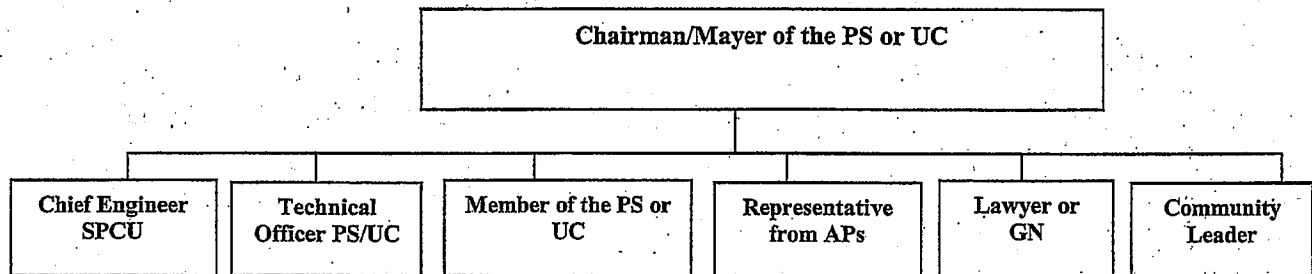 Chairman/Mayer of the PS or UC
Chief Engineer
SPCU
Technical
Officer PS/UC
Member of the PS or
UC
Representative
from APs
Lawyer or
GN
Community
Leader